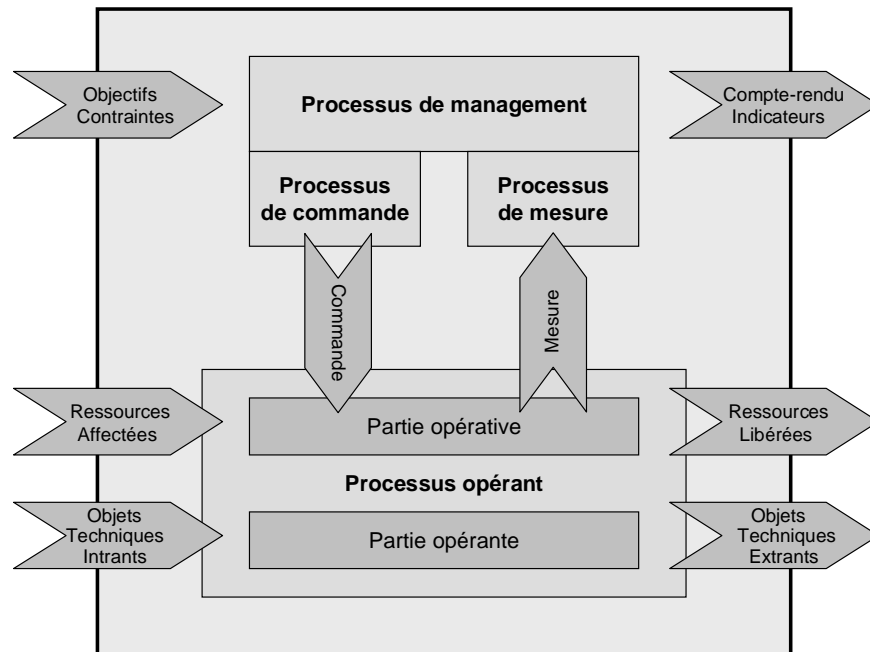 Objectifs
Contraintes
Processus de management
Compte-rendu
Indicateurs
Processus
de commande
Processus
de mesure
Commande
Mesure
Ressources
Affectées
Partie opérative
Ressources
Libérées
Processus opérant
Objets
Techniques
Intrants
Partie opérante
Objets
Techniques
Extrants